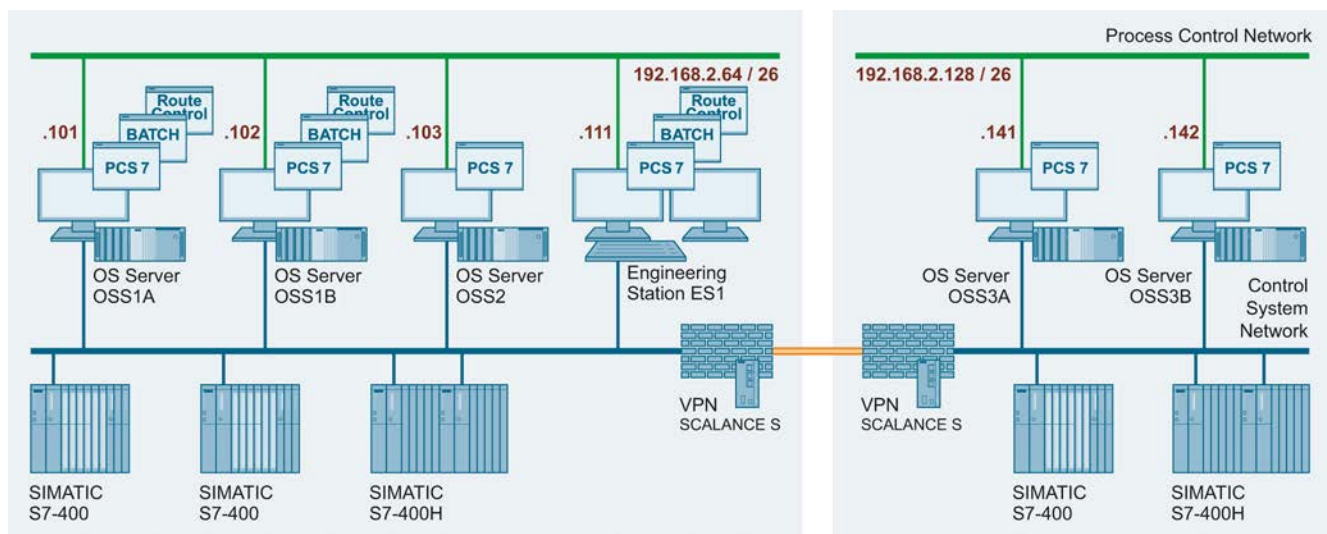 Process Control Network
192.168.2.64 / 26
192.168.2.128 / 26
Route
Control
BATCH
PCS 7
.101
Route
Control
BATCH
PCS 7
.102
PCS 7
.103
Route
Control
BATCH
PCS 7
.111
PCS 7
.141
PCS 7
.142
OS Server
OSS1A
OS Server
OSS1B
OS Server
OSS2
Engineering
Station ES1
OS Server
OSS3A
OS Server
OSS3B
Control
System
Network
VPN
SCALANCE S
VPN
SCALANCE S
SIMATIC
S7-400
SIMATIC
S7-400
SIMATIC
S7-400H
SIMATIC
S7-400
SIMATIC
S7-400H